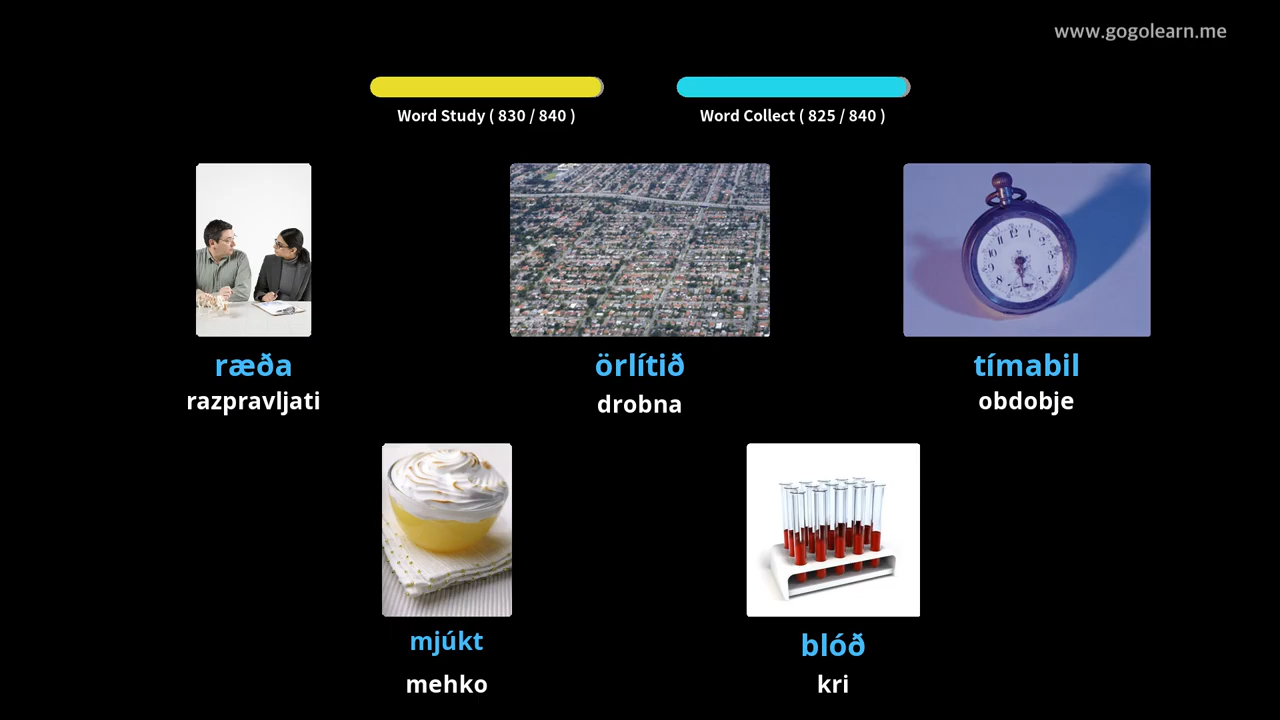 www.gogolearn.me
Word Study ( 830 / 840 )
Word Collect ( 825 / 840 )
ræða
razpravljati
örlítið
drobna
tímabil
obdobje
mjúkt
mehko
blóð
kri